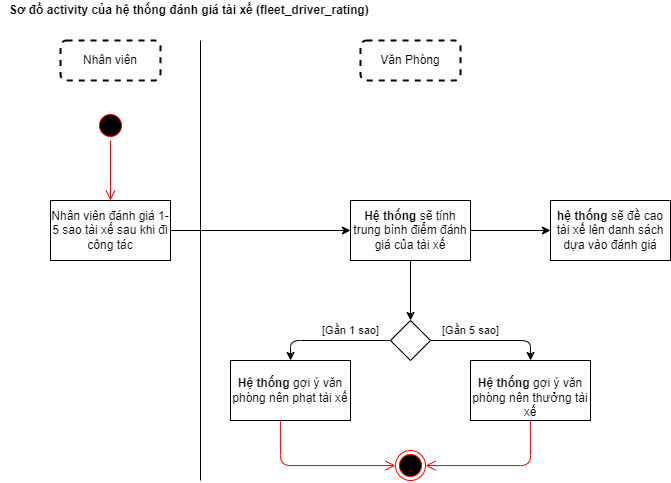 Sơ đồ activity của hệ thống đánh giá tài xế (fleet_driver_rating)
Nhân viên
Văn Phòng
Nhân viên đánh giá 1-
5 sao tài xế sau khi đi
công tác
Hệ thống sẽ tính
trung bình điểm đánh
giá của tài xế
hệ thống sẽ đề cao
tài xế lên danh sách
dựa vào đánh giá
[Gần 1 sao]
[Gần 5 sao]
Hệ thống gợi ý văn
phòng nên phạt tài xế
Hệ thống gợi ý văn
phòng nên thưởng tài
xế